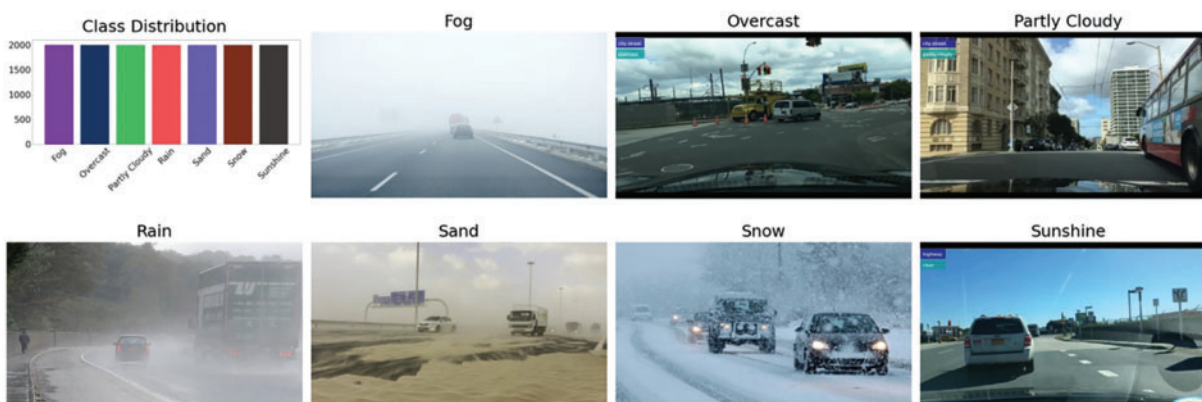 Class Distribution
2000
1500
1000
500
0
Fog
Overcast
Partly Cloudy
Rain
Sand
Snow
Sunshine
Fog
Overcast
city street
overcast
Partly Cloudy
city street
partly cloudy
Rain
Sand
Snow
Sunshine
highway
clear